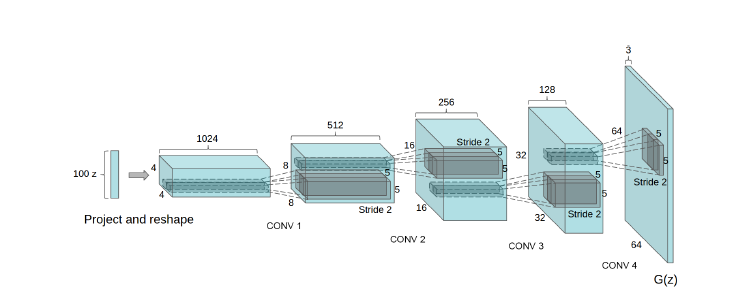 3
128
256
64
512
5
1024
16
Stride 2
5
32
5
5
8
4
5
100 z
5
5
Stride 2
4
5
8
16
Stride 2
32
Stride 2
Project and reshape
CONV 1
CONV 2
CONV 3
64
CONV 4
G(z)